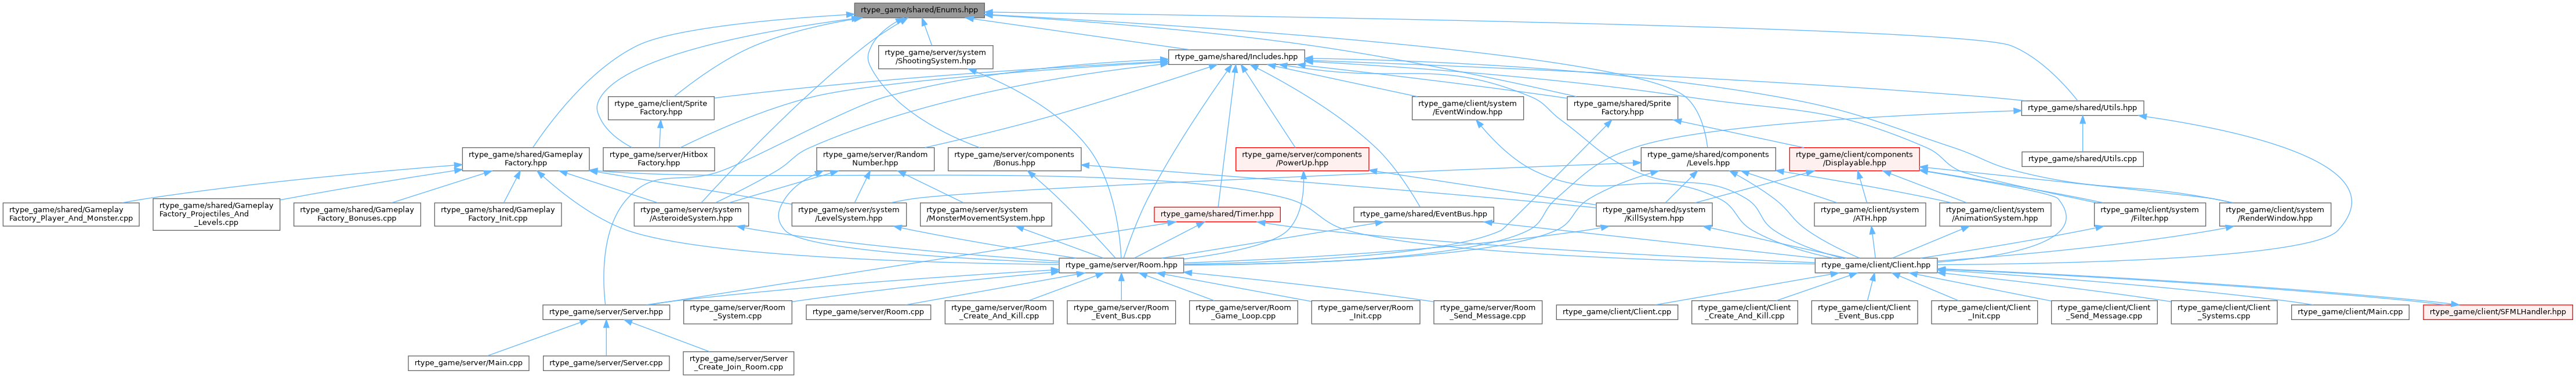 rtype_game/shared/Enums.hpp
rtype_game/server/system
/ShootingSystem.hpp
rtype_game/shared/Includes.hpp
rtype_game/client/Sprite
Factory.hpp
rtype_game/client/system
/EventWindow.hpp
rtype_game/shared/Sprite
Factory.hpp
rtype_game/shared/Utils.hpp
rtype_game/shared/Gameplay
Factory.hpp
rtype_game/server/Hitbox
Factory.hpp
rtype_game/server/Random
Number.hpp
rtype_game/server/components
/Bonus.hpp
rtype_game/server/components
/PowerUp.hpp
rtype_game/shared/components
/Levels.hpp
rtype_game/client/components
/Displayable.hpp
rtype_game/shared/Utils.cpp
rtype_game/shared/Gameplay
Factory_Player_And_Monster.cpp
rtype_game/shared/Gameplay
Factory_Projectiles_And
_Levels.cpp
rtype_game/shared/Gameplay
Factory_Bonuses.cpp
rtype_game/shared/Gameplay
Factory_Init.cpp
rtype_game/server/system
/AsteroideSystem.hpp
rtype_game/server/system
/LevelSystem.hpp
rtype_game/server/system
/MonsterMovementSystem.hpp
rtype_game/shared/Timer.hpp
rtype_game/shared/EventBus.hpp
rtype_game/shared/system
/KillSystem.hpp
rtype_game/client/system
/ATH.hpp
rtype_game/client/system
/AnimationSystem.hpp
rtype_game/client/system
/Filter.hpp
rtype_game/client/system
/RenderWindow.hpp
rtype_game/server/Room.hpp
rtype_game/client/Client.hpp
rtype_game/server/Server.hpp
rtype_game/server/Room
_System.cpp
rtype_game/server/Room.cpp
rtype_game/server/Room
_Create_And_Kill.cpp
rtype_game/server/Room
_Event_Bus.cpp
rtype_game/server/Room
_Game_Loop.cpp
rtype_game/server/Room
_Init.cpp
rtype_game/server/Room
_Send_Message.cpp
rtype_game/client/Client.cpp
rtype_game/client/Client
_Create_And_Kill.cpp
rtype_game/client/Client
_Event_Bus.cpp
rtype_game/client/Client
_Init.cpp
rtype_game/client/Client
_Send_Message.cpp
rtype_game/client/Client
_Systems.cpp
rtype_game/client/Main.cpp
rtype_game/client/SFMLHandler.hpp
rtype_game/server/Main.cpp
rtype_game/server/Server.cpp
rtype_game/server/Server
_Create_Join_Room.cpp